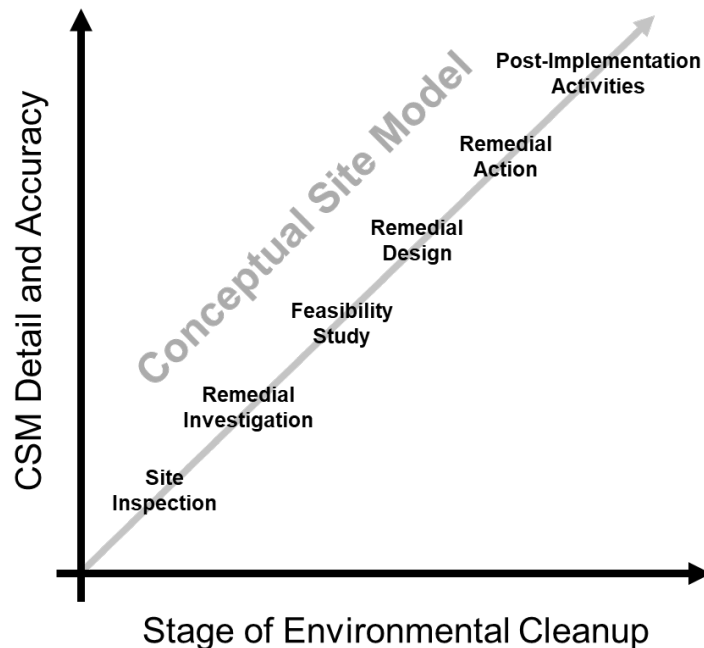 Post-Implementation
Activities
Remedial
Action
Remedial
Design
Feasibility
Study
Remedial
Investigation
Site
Inspection
Conceptual Site Model
CSM Detail and Accuracy
Stage of Environmental Cleanup